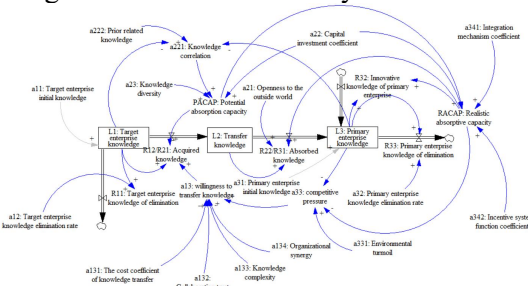 a222: Prior related
knowledge
a22: Capital
investment coefficient
a341: Integration
mechanism coefficient
a221: Knowledge
correlation
a11: Target enterprise
initial knowledge
a23: Knowledge
diversity
a21: Openness to the
outside world
R32: Innovative
knowledge of primary
enterprise
PACAP: Potential
absorption capacity
RACAP: Realistic
absorptive capacity
L1: Target
enterprise
knowledge
L2: Transfer
knowledge
L3: Primary
enterprise
knowledge
R12/R21: Acquired
knowledge
R22/R31: Absorbed
knowledge
R33: Primary enterprise
knowledge of elimination
R11: Target enterprise
knowledge of elimination
a13: willingness to
transfer knowledge
a31: Primary enterprise
initial knowledge
a33: competitive
pressure
a32: Primary enterprise
knowledge elimination rate
a12: Target enterprise
knowledge elimination rate
a342: Incentive syste
function coefficient
a134: Organizational
synergy
a331: Environmental
turmoil
a131: The cost coefficient
of knowledge transfer
a132:
a133: Knowledge
complexity